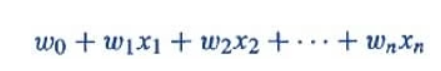 w₀ + w₁x₁ + w₂x₂ + ··· + wₙxₙ